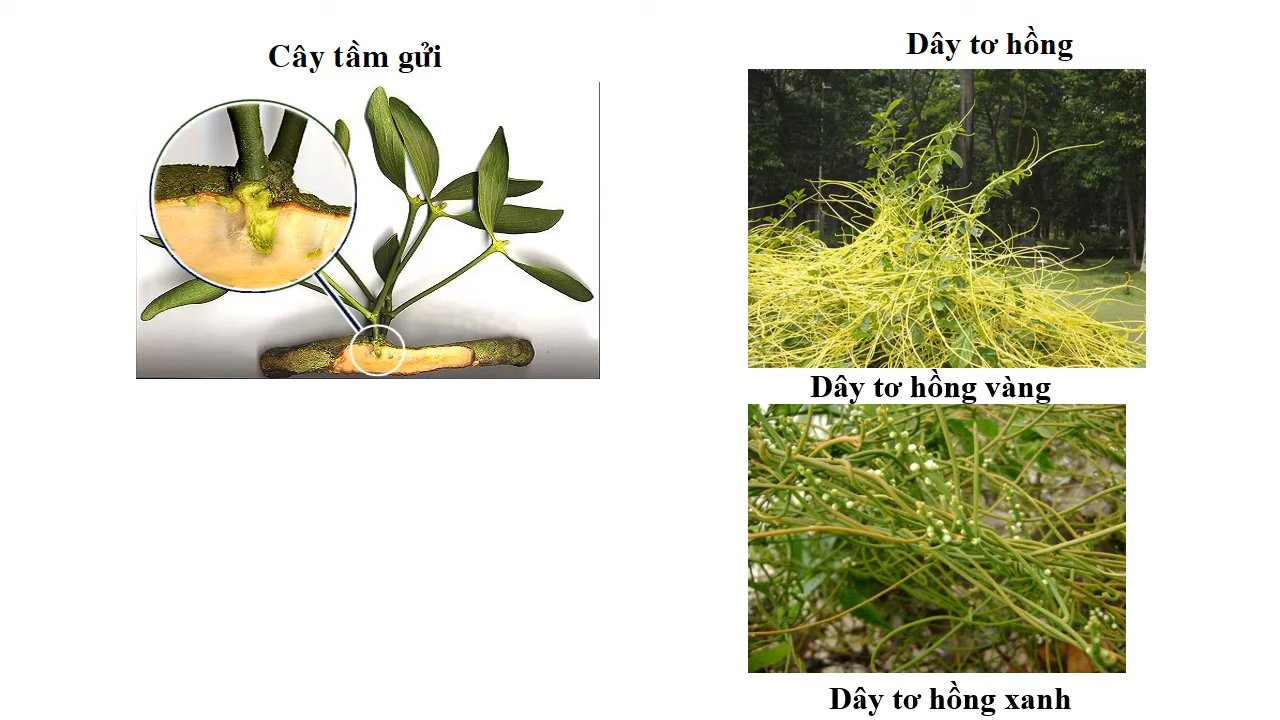 Cây tầm gửi
Dây tơ hồng
Dây tơ hồng vàng
Dây tơ hồng xanh